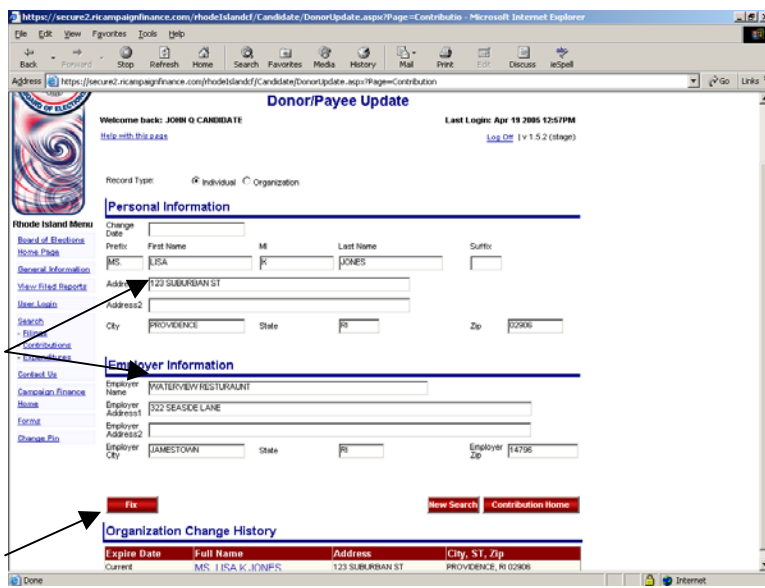 https://secure2.ricampaignfinance.com/rhodeIslandcf/Candidate/DonorUpdate.aspx?Page=Contributio - Microsoft Internet Explorer
File Edit View Favorites Tools Help
Back Forward Stop Refresh Home Search Favorites Media History Mail Print Edit Discuss ieSpell
Address https://secure2.ricampaignfinance.com/rhodeIslandcf/Candidate/DonorUpdate.aspx?Page=Contribution Go Links
BOARD OF ELECTIONS
Donor/Payee Update
Welcome back: JOHN Q CANDIDATE Last Login: Apr 19 2005 12:57PM
Help with this page Log Off | v 1.5.2 (stage)
Record Type: Individual Organization
Personal Information
Rhode Island Menu
Board of Elections Home Page
General Information
View Filed Reports
User Login
Search
- Filings
- Contributions
- Expenditures
Contact Us
Campaign Finance Home
Forms
Change Pin
Change Date
Prefix First Name MI Last Name Suffix
MS. LISA K JONES
Address 123 SUBURBAN ST
Address2
City PROVIDENCE State RI Zip 02906
Employer Information
Employer Name WATERVIEW RESTURAUNT
Employer Address1 322 SEASIDE LANE
Employer Address2
Employer City JAMESTOWN State RI Employer Zip 14796
Fix New Search Contribution Home
Organization Change History
Expire Date Full Name Address City, ST, Zip
Current MS. LISA K JONES 123 SUBURBAN ST PROVIDENCE, RI 02906
Done Internet